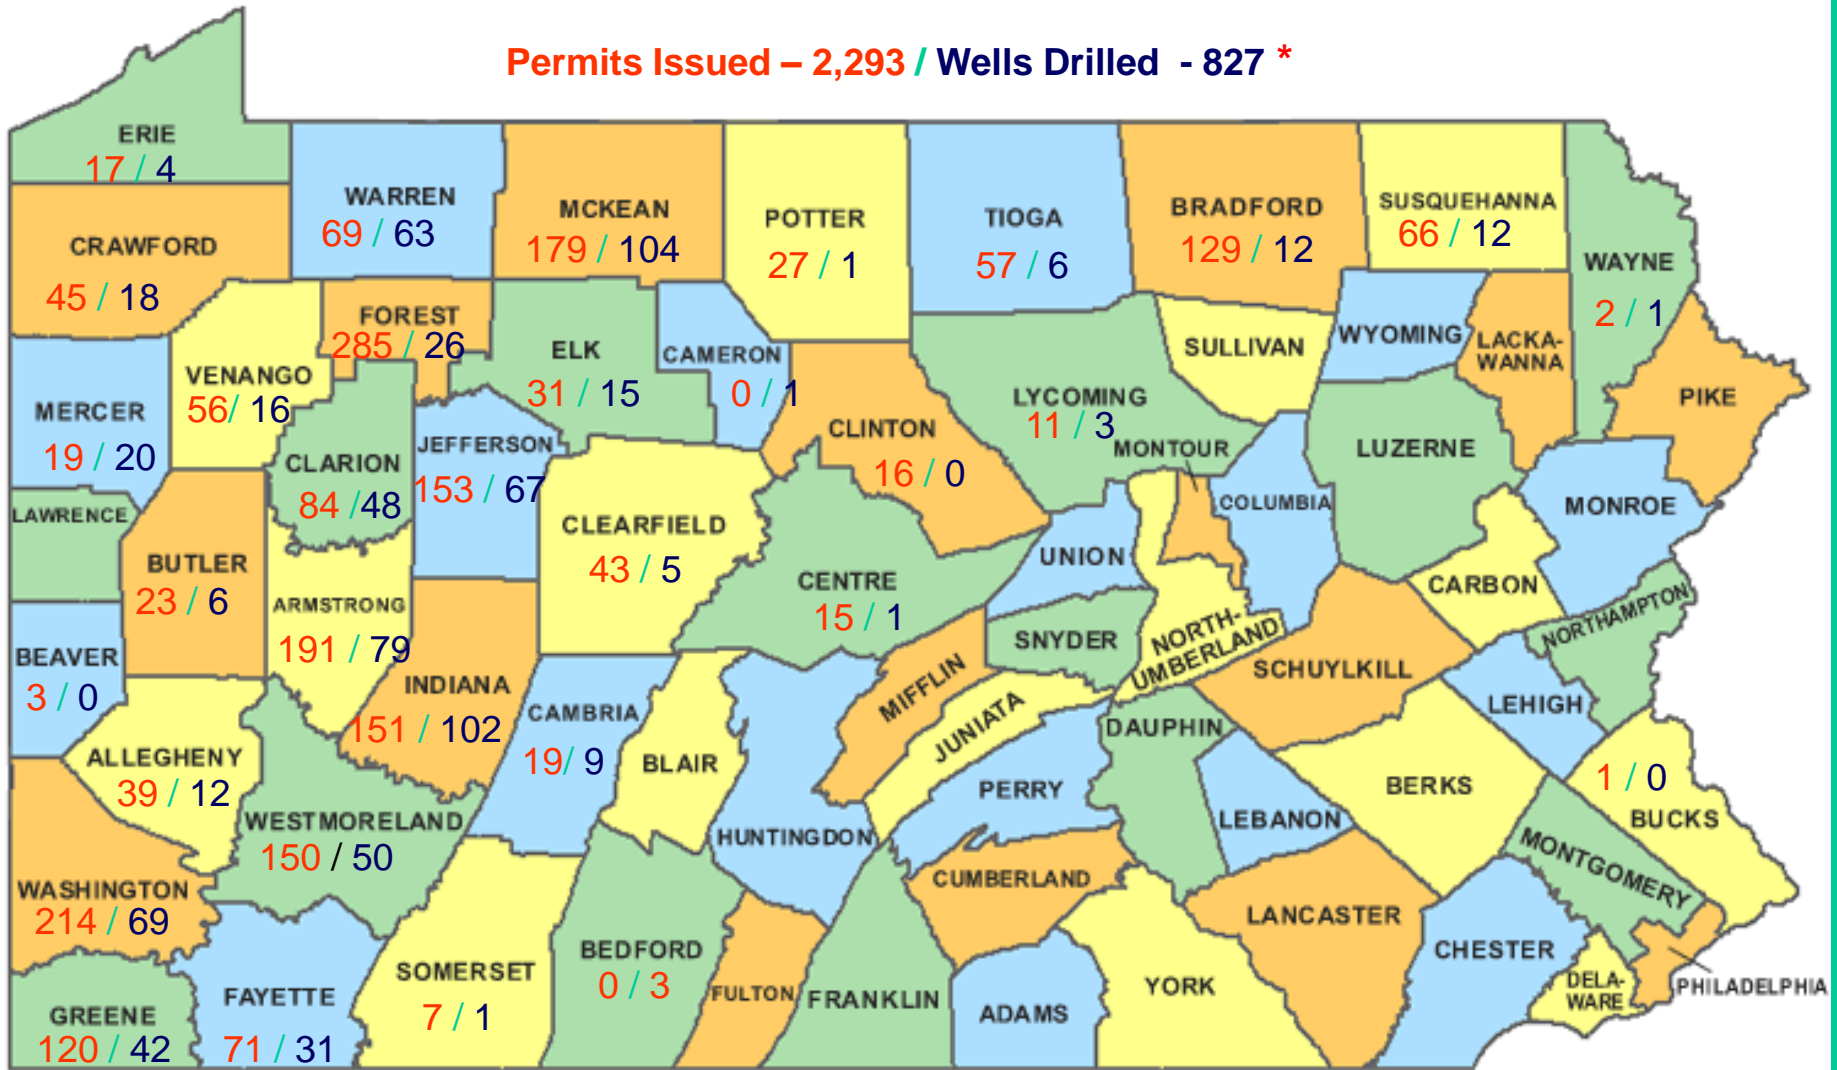 Permits Issued – 2,293 / Wells Drilled - 827 *
ERIE
17 / 4
WARREN
69 / 63
MCKEAN
179 / 104
POTTER
27 / 1
TIOGA
57 / 6
BRADFORD
129 / 12
SUSQUEHANNA
66 / 12
WAYNE
2 / 1
CRAWFORD
45 / 18
FOREST
285 / 26
ELK
31 / 15
CAMERON
0 / 1
SULLIVAN
WYOMING
LACKA-
WANNA
PIKE
VENANGO
56/ 16
MERCER
19 / 20
CLARION
84 /48
JEFFERSON
153 / 67
CLINTON
16 / 0
LYCOMING
11 / 3
MONTOUR
COLUMBIA
LUZERNE
MONROE
LAWRENCE
BUTLER
23 / 6
ARMSTRONG
191 / 79
CLEARFIELD
43 / 5
CENTRE
15 / 1
UNION
SNYDER
NORTH-
UMBERLAND
CARBON
NORTHAMPTON
BEAVER
3 / 0
INDIANA
151 / 102
CAMBRIA
19/ 9
BLAIR
MIFFLIN
JUNIATA
SCHUYLKILL
LEHIGH
ALLEGHENY
39 / 12
WESTMORELAND
150 / 50
HUNTINGDON
PERRY
DAUPHIN
LEBANON
BERKS
1 / 0
BUCKS
MONTGOMERY
WASHINGTON
214 / 69
CUMBERLAND
LANCASTER
CHESTER
DELA-
WARE
PHILADELPHIA
GREENE
120 / 42
FAYETTE
71 / 31
SOMERSET
7 / 1
BEDFORD
0 / 3
FULTON
FRANKLIN
ADAMS
YORK